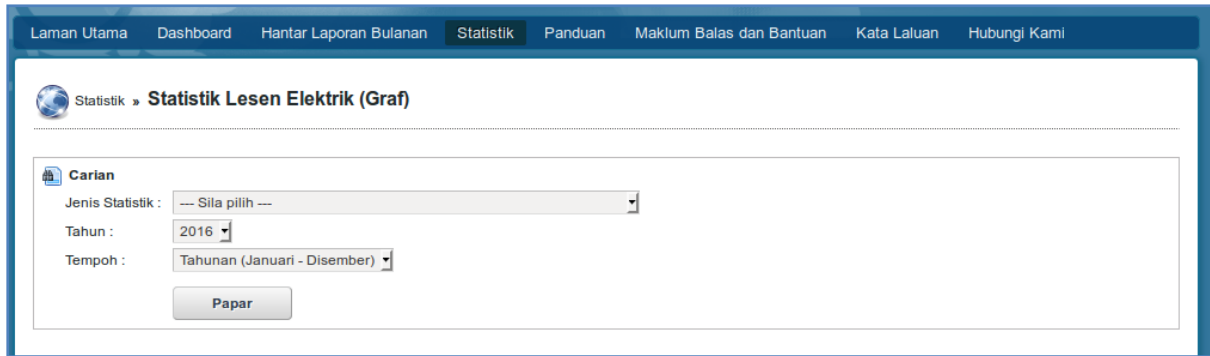 Laman Utama Dashboard Hantar Laporan Bulanan Statistik Panduan Maklum Balas dan Bantuan Kata Laluan Hubungi Kami
Statistik » Statistik Lesen Elektrik (Graf)
Carian
Jenis Statistik : --- Sila pilih ---
Tahun : 2016
Tempoh : Tahunan (Januari - Disember)
Papar